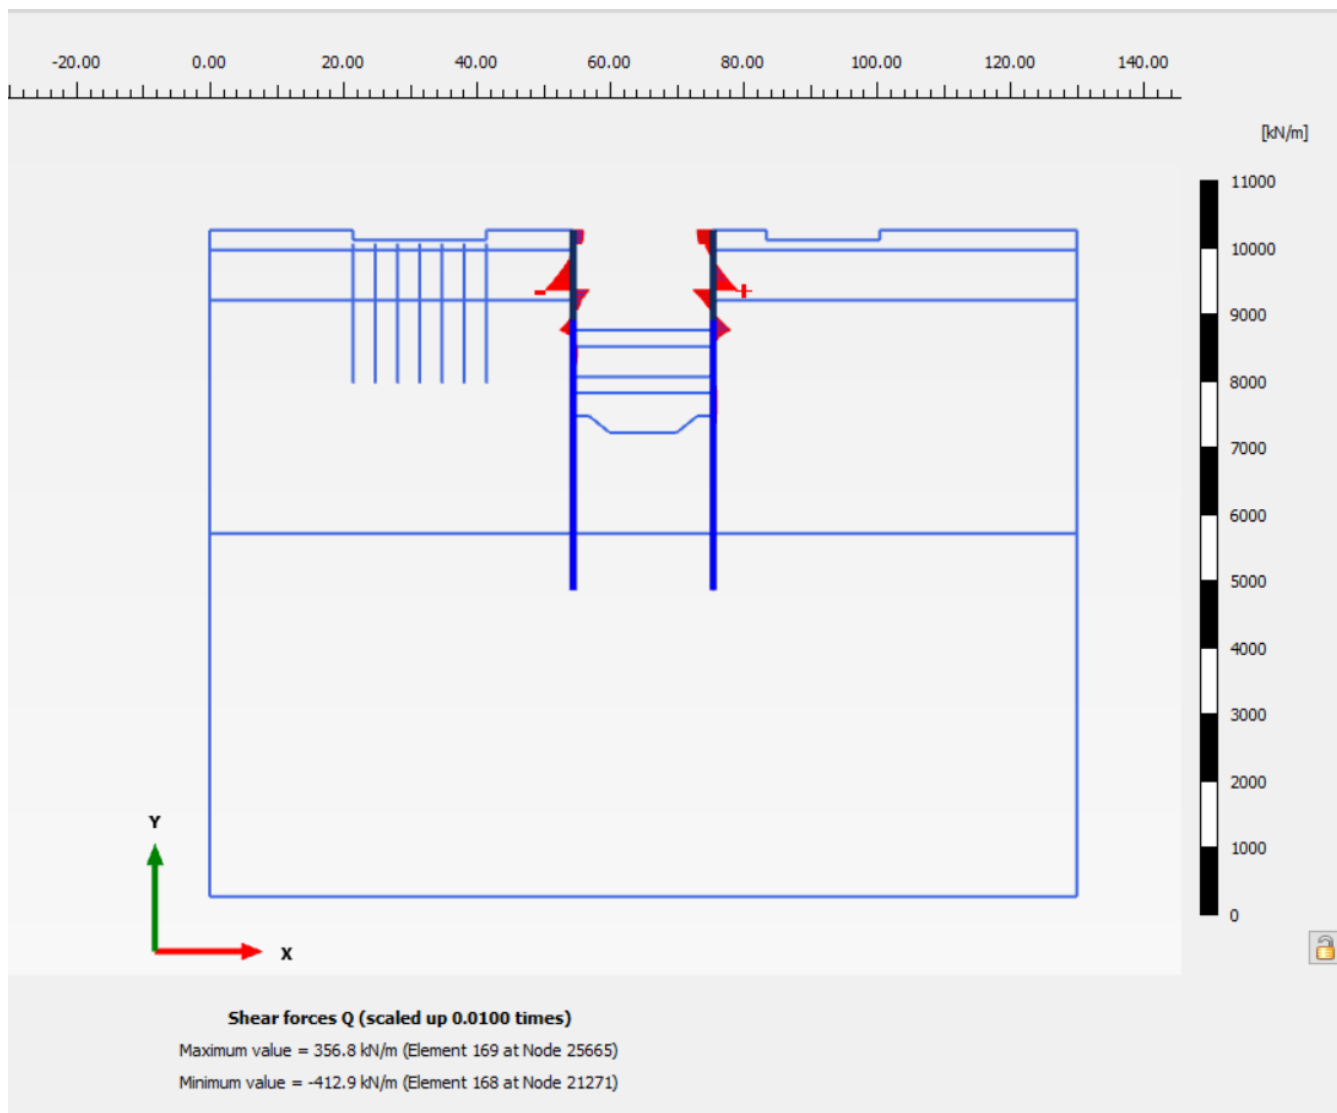 -20.00 0.00 20.00 40.00 60.00 80.00 100.00 120.00 140.00
[kN/m]
11000
10000
9000
8000
7000
6000
5000
4000
3000
2000
1000
0
Y
X
Shear forces Q (scaled up 0.0100 times)
Maximum value = 356.8 kN/m (Element 169 at Node 25665)
Minimum value = -412.9 kN/m (Element 168 at Node 21271)